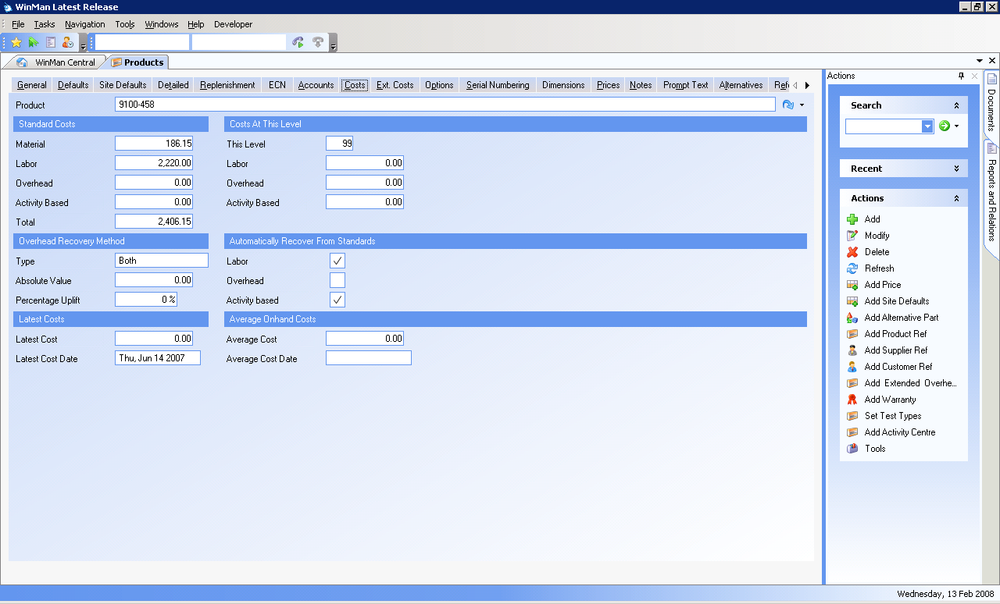 WinMan Latest Release
File Tasks Navigation Tools Windows Help Developer
WinMan Central Products
General Defaults Site Defaults Detailed Replenishment ECN Accounts Costs Ext. Costs Options Serial Numbering Dimensions Prices Notes Prompt Text Alternatives
Product 9100-458
Standard Costs
Material 186.15
Labor 2,220.00
Overhead 0.00
Activity Based 0.00
Total 2,406.15
Costs At This Level
This Level 99
Labor 0.00
Overhead 0.00
Activity Based 0.00
Overhead Recovery Method
Type Both
Absolute Value 0.00
Percentage Uplift 0 %
Automatically Recover From Standards
Labor
Overhead
Activity based
Latest Costs
Latest Cost 0.00
Latest Cost Date Thu, Jun 14 2007
Average Onhand Costs
Average Cost 0.00
Average Cost Date
Actions
Search
Recent
Actions
Add
Modify
Delete
Refresh
Add Price
Add Site Defaults
Add Alternative Part
Add Product Ref
Add Supplier Ref
Add Customer Ref
Add Extended Overhe...
Add Warranty
Set Test Types
Add Activity Centre
Tools
Documents
Reports and Relations
Wednesday, 13 Feb 2008